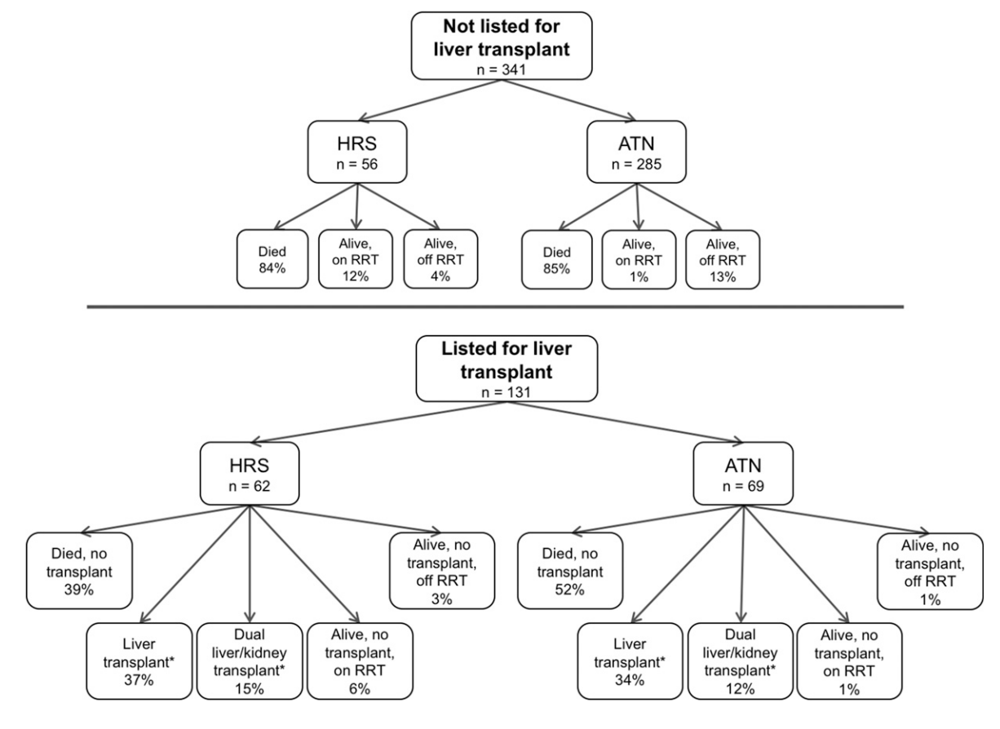 Not listed for
liver transplant
n = 341
HRS
n = 56
ATN
n = 285
Died
84%
Alive,
on RRT
12%
Alive,
off RRT
4%
Died
85%
Alive,
on RRT
1%
Alive,
off RRT
13%
Listed for liver
transplant
n = 131
HRS
n = 62
ATN
n = 69
Died, no
transplant
39%
Liver
transplant*
37%
Dual
liver/kidney
transplant*
15%
Alive, no
transplant,
on RRT
6%
Alive, no
transplant,
off RRT
3%
Died, no
transplant
52%
Liver
transplant*
34%
Dual
liver/kidney
transplant*
12%
Alive, no
transplant,
on RRT
1%
Alive, no
transplant,
off RRT
1%